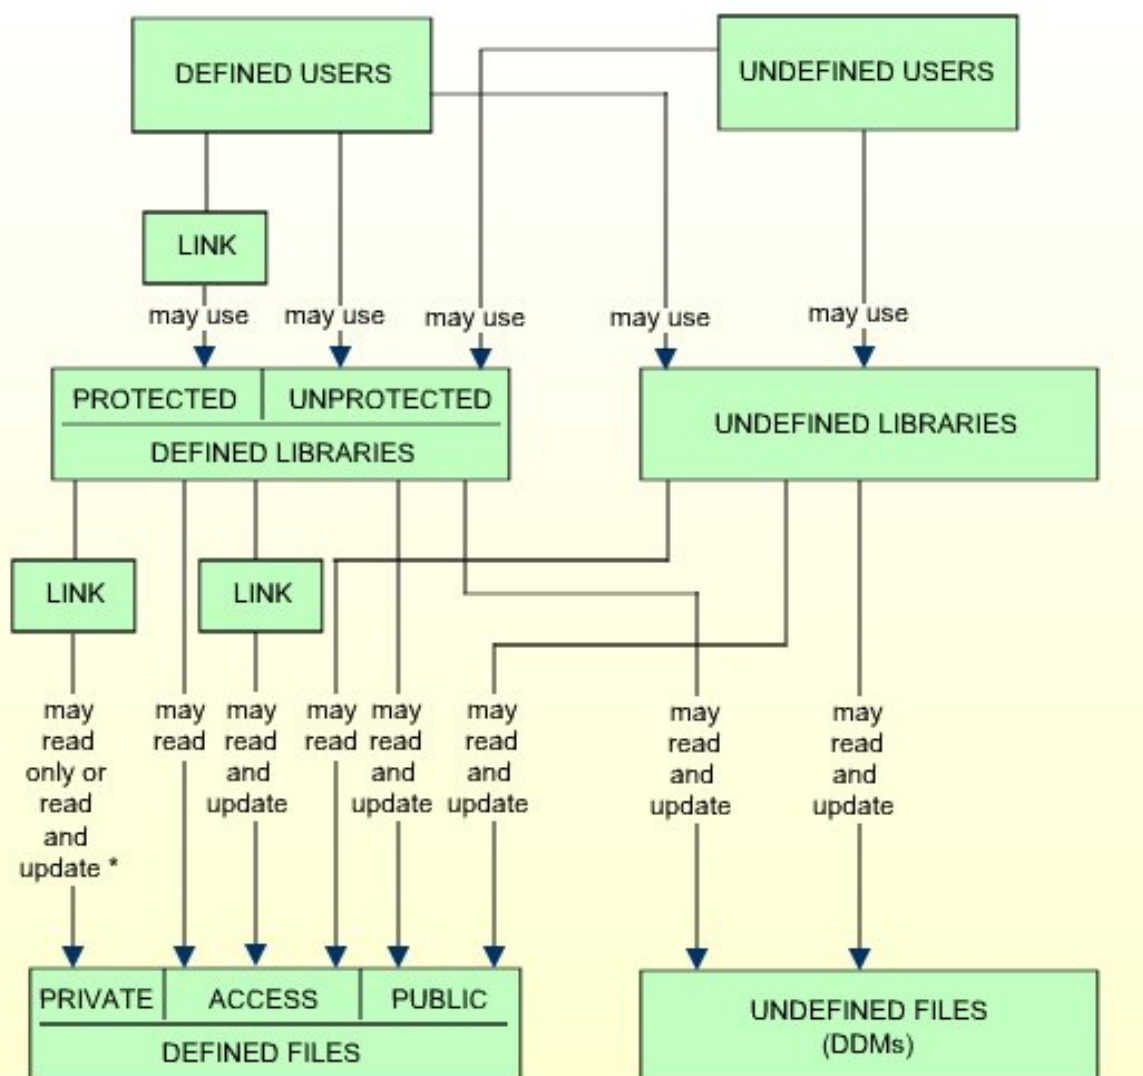 DEFINED USERS
UNDEFINED USERS
LINK
may use
may use
may use
may use
may use
PROTECTED
UNPROTECTED
DEFINED LIBRARIES
UNDEFINED LIBRARIES
LINK
LINK
may
read
only or
read
and
update *
may
read
may
read
and
update
may
read
may
read
and
update
may
read
and
update
may
read
and
update
may
read
and
update
PRIVATE
ACCESS
PUBLIC
DEFINED FILES
UNDEFINED FILES
(DDMs)